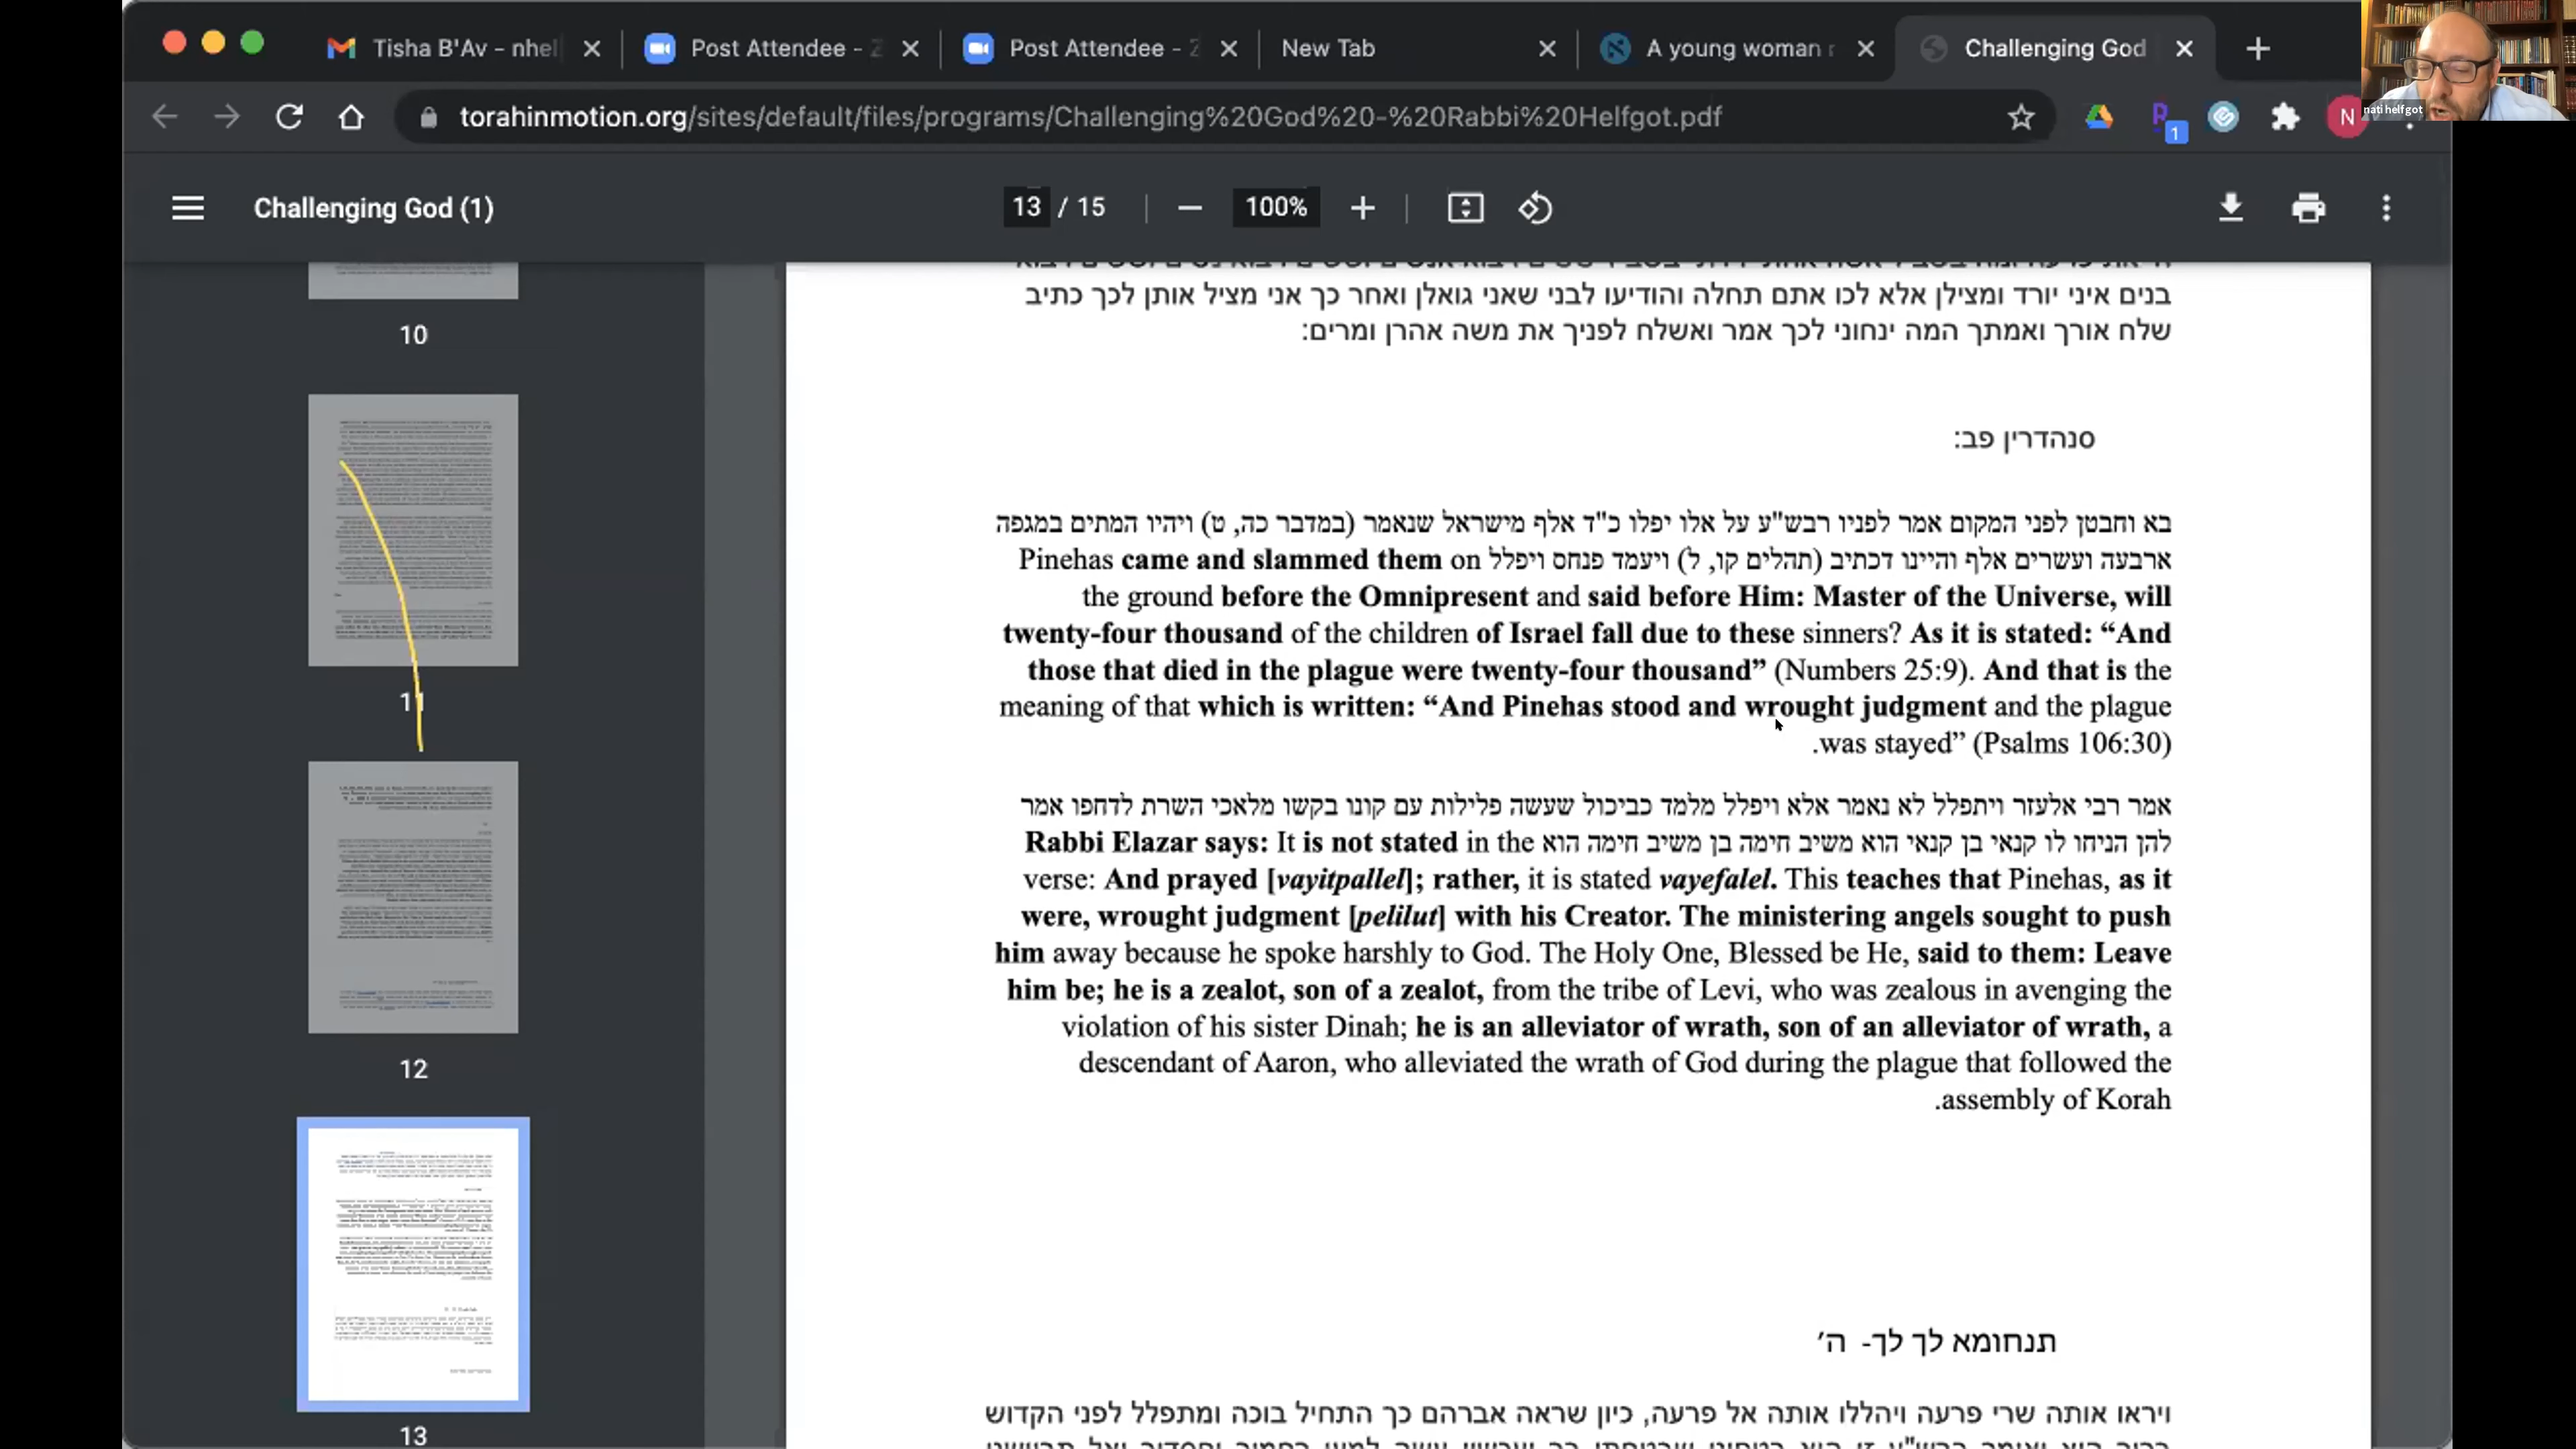 Tisha B'Av – nhel
Post Attendee –
Post Attendee –
New Tab
A young woman
Challenging God
torahinmotion.org/sites/default/files/programs/Challenging%20God%20-%20Rabbi%20Helfgot.pdf
1
N
nati helfgot
Challenging God (1)
13 / 15
100%
10
11
12
13
בנים איני יורד ומצילן אלא לכו אתם תחלה והודיעו לבני שאני גואלן ואחר כך אני מציל אותן לכך כתיב
שלח אורך ואמתך המה ינחוני לכך אמר ואשלח לפניך את משה אהרן ומרים:
סנהדרין פב:
בא וחבטן לפני המקום אמר לפניו רבש"ע על אלו יפלו כ"ד אלף מישראל שנאמר (במדבר כה, ט) ויהיו המתים במגפה
ארבעה ועשרים אלף והיינו דכתיב (תהלים קו, ל) ויעמד פנחס ויפלל Pinehas came and slammed them on
the ground before the Omnipresent and said before Him: Master of the Universe, will
twenty-four thousand of the children of Israel fall due to these sinners? As it is stated: “And
those that died in the plague were twenty-four thousand” (Numbers 25:9). And that is the
meaning of that which is written: “And Pinehas stood and wrought judgment and the plague
.was stayed” (Psalms 106:30)
אמר רבי אלעזר ויתפלל לא נאמר אלא ויפלל מלמד כביכול שעשה פלילות עם קונו בקשו מלאכי השרת לדחפו אמר
להן הניחו לו קנאי בן קנאי הוא משיב חימה בן משיב חימה הוא Rabbi Elazar says: It is not stated in the
verse: And prayed [vayitpallel]; rather, it is stated vayefalel. This teaches that Pinehas, as it
were, wrought judgment [pelilut] with his Creator. The ministering angels sought to push
him away because he spoke harshly to God. The Holy One, Blessed be He, said to them: Leave
him be; he is a zealot, son of a zealot, from the tribe of Levi, who was zealous in avenging the
violation of his sister Dinah; he is an alleviator of wrath, son of an alleviator of wrath, a
descendant of Aaron, who alleviated the wrath of God during the plague that followed the
.assembly of Korah
תנחומא לך לך- ה'
ויראו אותה שרי פרעה ויהללו אותה אל פרעה, כיון שראה אברהם כך התחיל בוכה ומתפלל לפני הקדוש